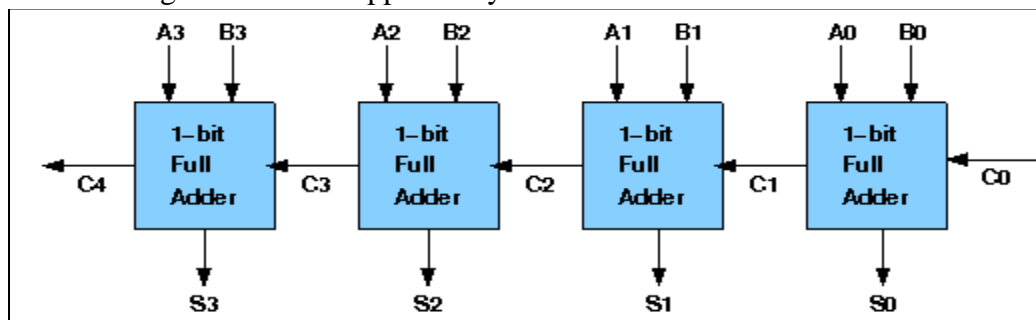 A3 B3 A2 B2 A1 B1 A0 B0
1-bit 1-bit 1-bit 1-bit
Full Full Full Full
Adder Adder Adder Adder
C4 C3 C2 C1 C0
S3 S2 S1 S0